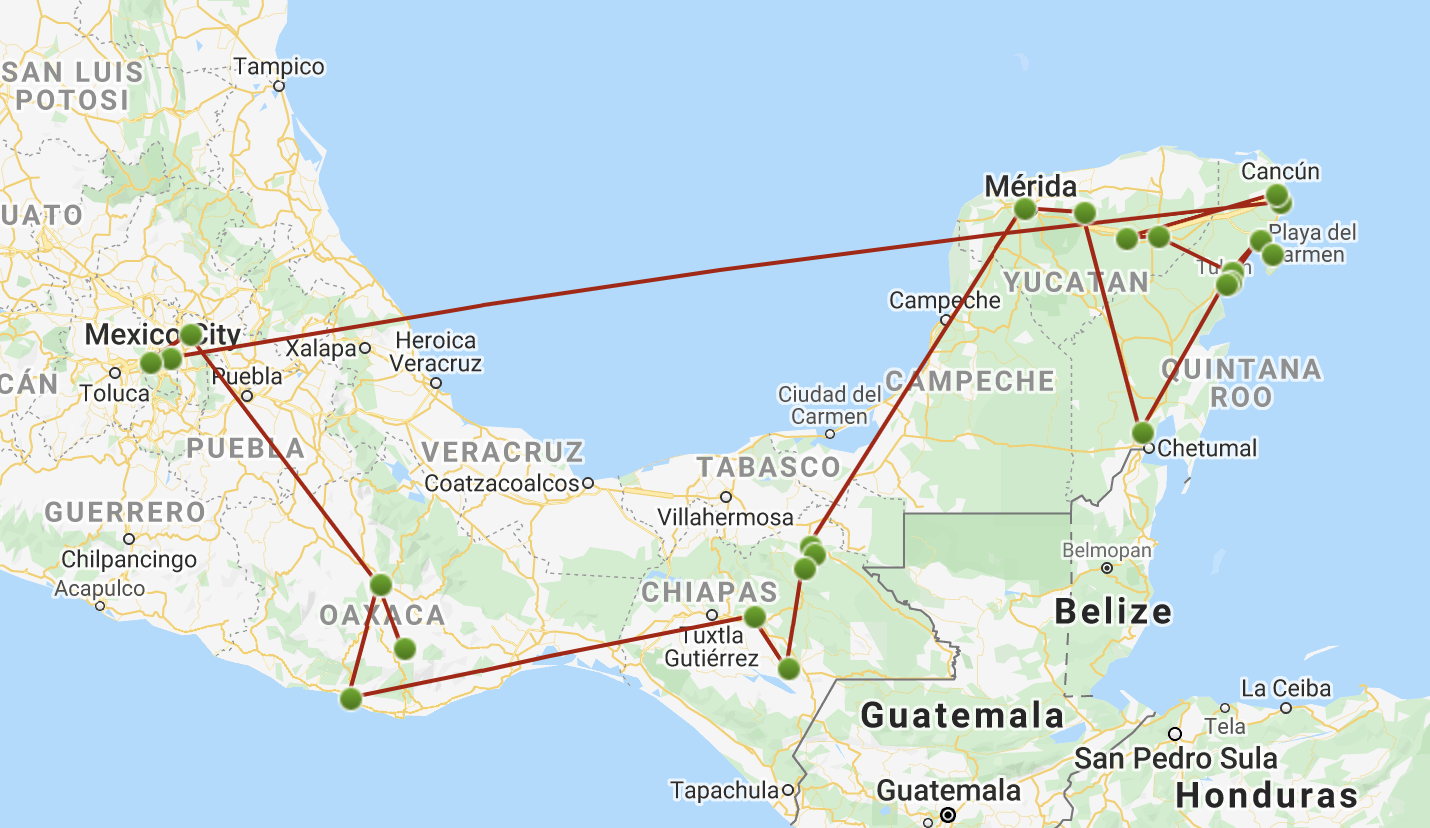 Tampico
SAN LUIS
POTOSI
UATO
Mérida
Cancún
Playa del
Carmen
YUCATAN
Campeche
Mexico City
Xalapa
Heroica
Veracruz
Toluca
Puebla
CÁN
CAMPECHE
QUINTANA
ROO
Ciudad del
Carmen
PUEBLA
VERACRUZ
TABASCO
Chetumal
Coatzacoalcos
GUERRERO
Villahermosa
Chilpancingo
Acapulco
Belmopan
CHIAPAS
OAXACA
Belize
Tuxtla
Gutiérrez
La Ceiba
Guatemala
Tela
San Pedro Sula
Tapachula
Guatemala
Honduras